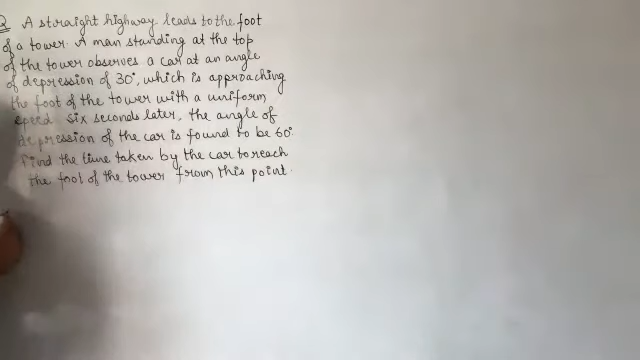 Q A straight highway leads to the foot
of a tower. A man standing at the top
of the tower observes a car at an angle
of depression of 30°, which is approaching
the foot of the tower with a uniform
speed Six seconds later, the angle of
depression of the car is found to be 60°
Find the time taken by the car to reach
the foot of the tower from this point.